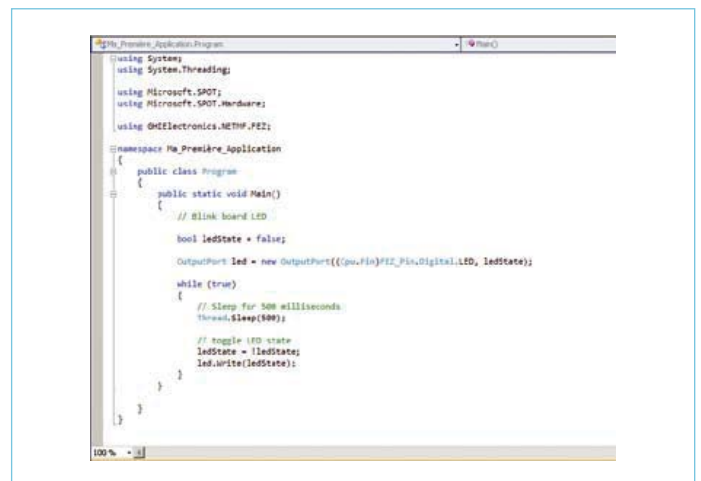 Ma_Première_Application.Program
Main()
using System;
using System.Threading;
using Microsoft.SPOT;
using Microsoft.SPOT.Hardware;
using GHIElectronics.NETMF.FEZ;
namespace Ma_Première_Application
{
public class Program
{
public static void Main()
{
// Blink board LED
bool ledState = false;
OutputPort led = new OutputPort((Cpu.Pin)FEZ_Pin.Digital.LED, ledState);
while (true)
{
// Sleep for 500 milliseconds
Thread.Sleep(500);
// toggle LED state
ledState = !ledState;
led.Write(ledState);
}
}
}
}
100 %